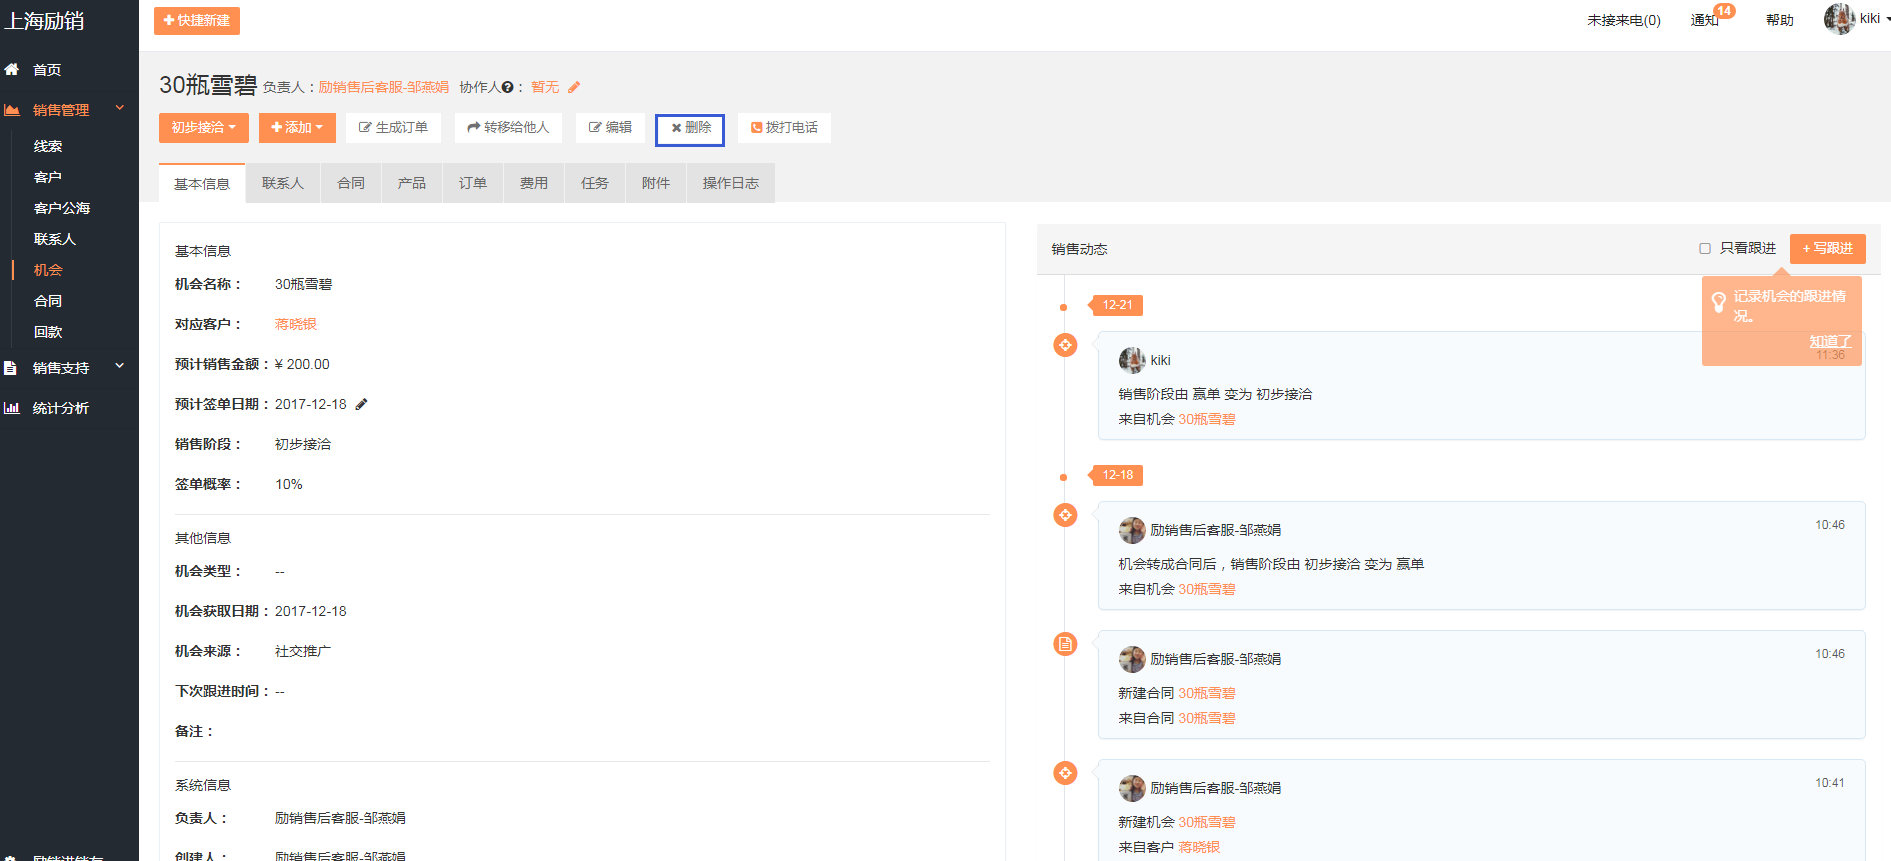 上海励销
快捷新建
未接来电(0)
通知
14
帮助
kiki
首页
销售管理
线索
客户
客户公海
联系人
机会
合同
回款
销售支持
统计分析
30瓶雪碧 负责人：励销售后客服-邹燕娟 协作人?： 暂无
初步接洽
添加
生成订单
转移给他人
编辑
删除
拨打电话
基本信息
联系人
合同
产品
订单
费用
任务
附件
操作日志
基本信息
机会名称： 30瓶雪碧
对应客户： 蒋晓银
预计销售金额：¥ 200.00
预计签单日期：2017-12-18
销售阶段： 初步接洽
签单概率： 10%
其他信息
机会类型： --
机会获取日期：2017-12-18
机会来源： 社交推广
下次跟进时间：--
备注：
系统信息
负责人： 励销售后客服-邹燕娟
创建人： 励销售后客服-邹燕娟
销售动态
只看跟进
+ 写跟进
记录机会的跟进情
况。
知道了
12-21
kiki
11:36
销售阶段由 赢单 变为 初步接洽
来自机会 30瓶雪碧
12-18
励销售后客服-邹燕娟
10:46
机会转成合同后，销售阶段由 初步接洽 变为 赢单
来自机会 30瓶雪碧
励销售后客服-邹燕娟
10:46
新建合同 30瓶雪碧
来自合同 30瓶雪碧
励销售后客服-邹燕娟
10:41
新建机会 30瓶雪碧
来自客户 蒋晓银